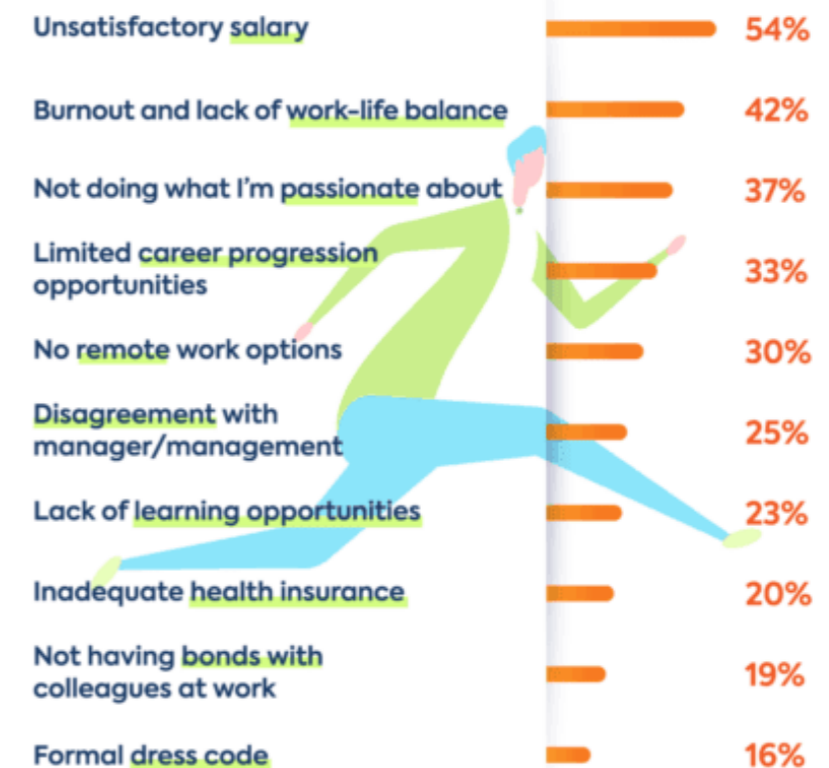 Unsatisfactory salary 54%
Burnout and lack of work-life balance 42%
Not doing what I'm passionate about 37%
Limited career progression
opportunities 33%
No remote work options 30%
Disagreement with
manager/management 25%
Lack of learning opportunities 23%
Inadequate health insurance 20%
Not having bonds with
colleagues at work 19%
Formal dress code 16%